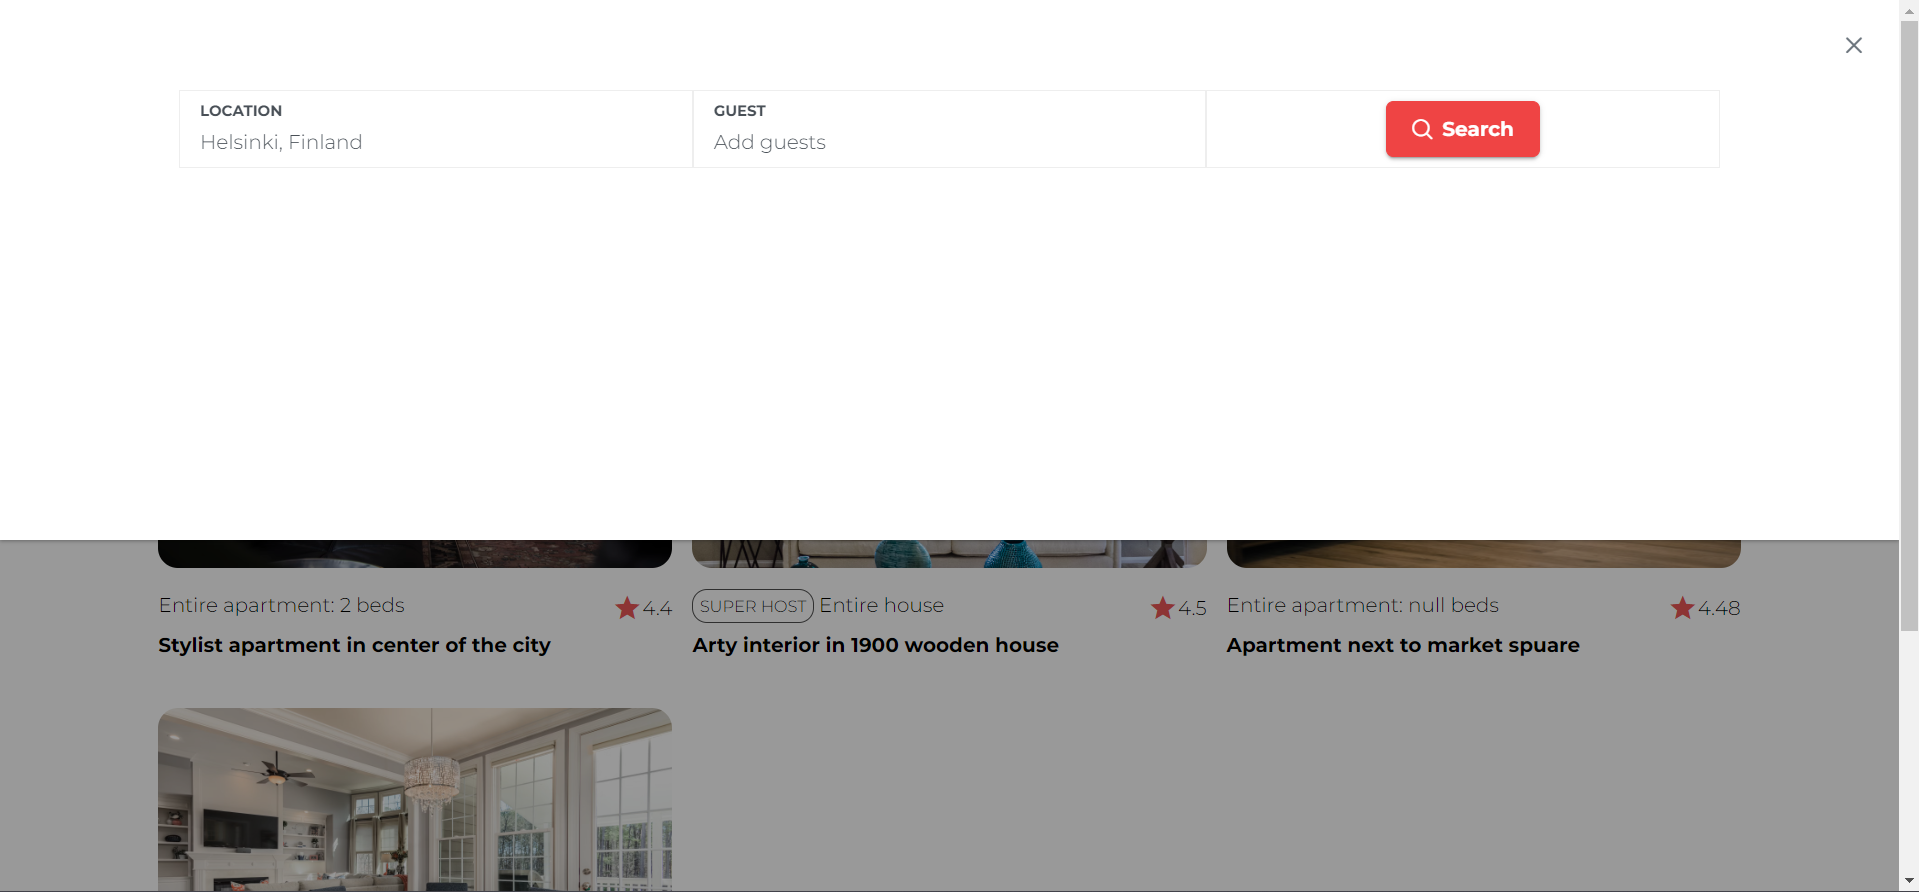 LOCATION
Helsinki, Finland
GUEST
Add guests
Search
Entire apartment: 2 beds
4.4
Stylist apartment in center of the city
SUPER HOST Entire house
4.5
Arty interior in 1900 wooden house
Entire apartment: null beds
4.48
Apartment next to market spuare